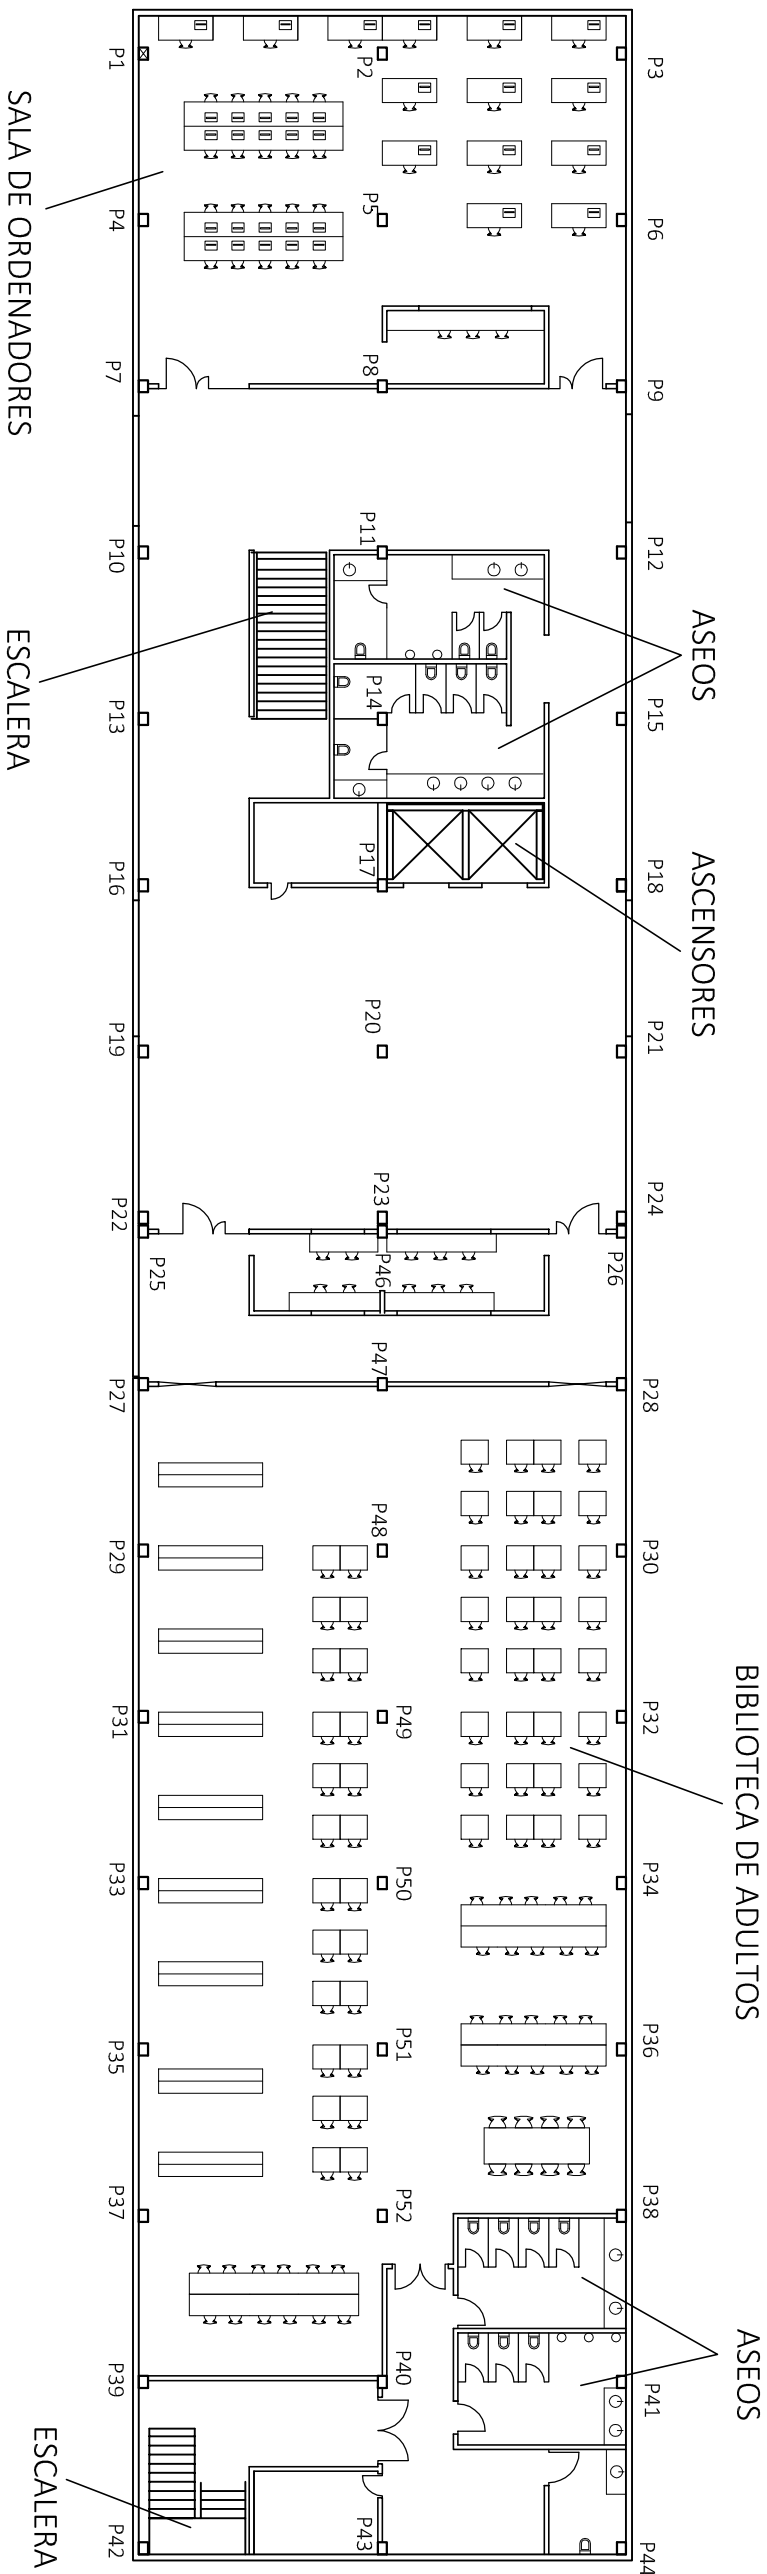 P1
P2
P3
SALA DE ORDENADORES
P4
P5
P6
P7
P8
P9
P10
P11
P12
ASEOS
ESCALERA
P13
P14
P15
P16
P17
P18
ASCENSORES
P19
P20
P21
P22
P23
P24
P25
P46
P26
P27
P47
P28
P29
P48
P30
P31
P49
P32
BIBLIOTECA DE ADULTOS
P33
P50
P34
P35
P51
P36
P37
P52
P38
ASEOS
P39
P40
P41
ESCALERA
P42
P43
P44